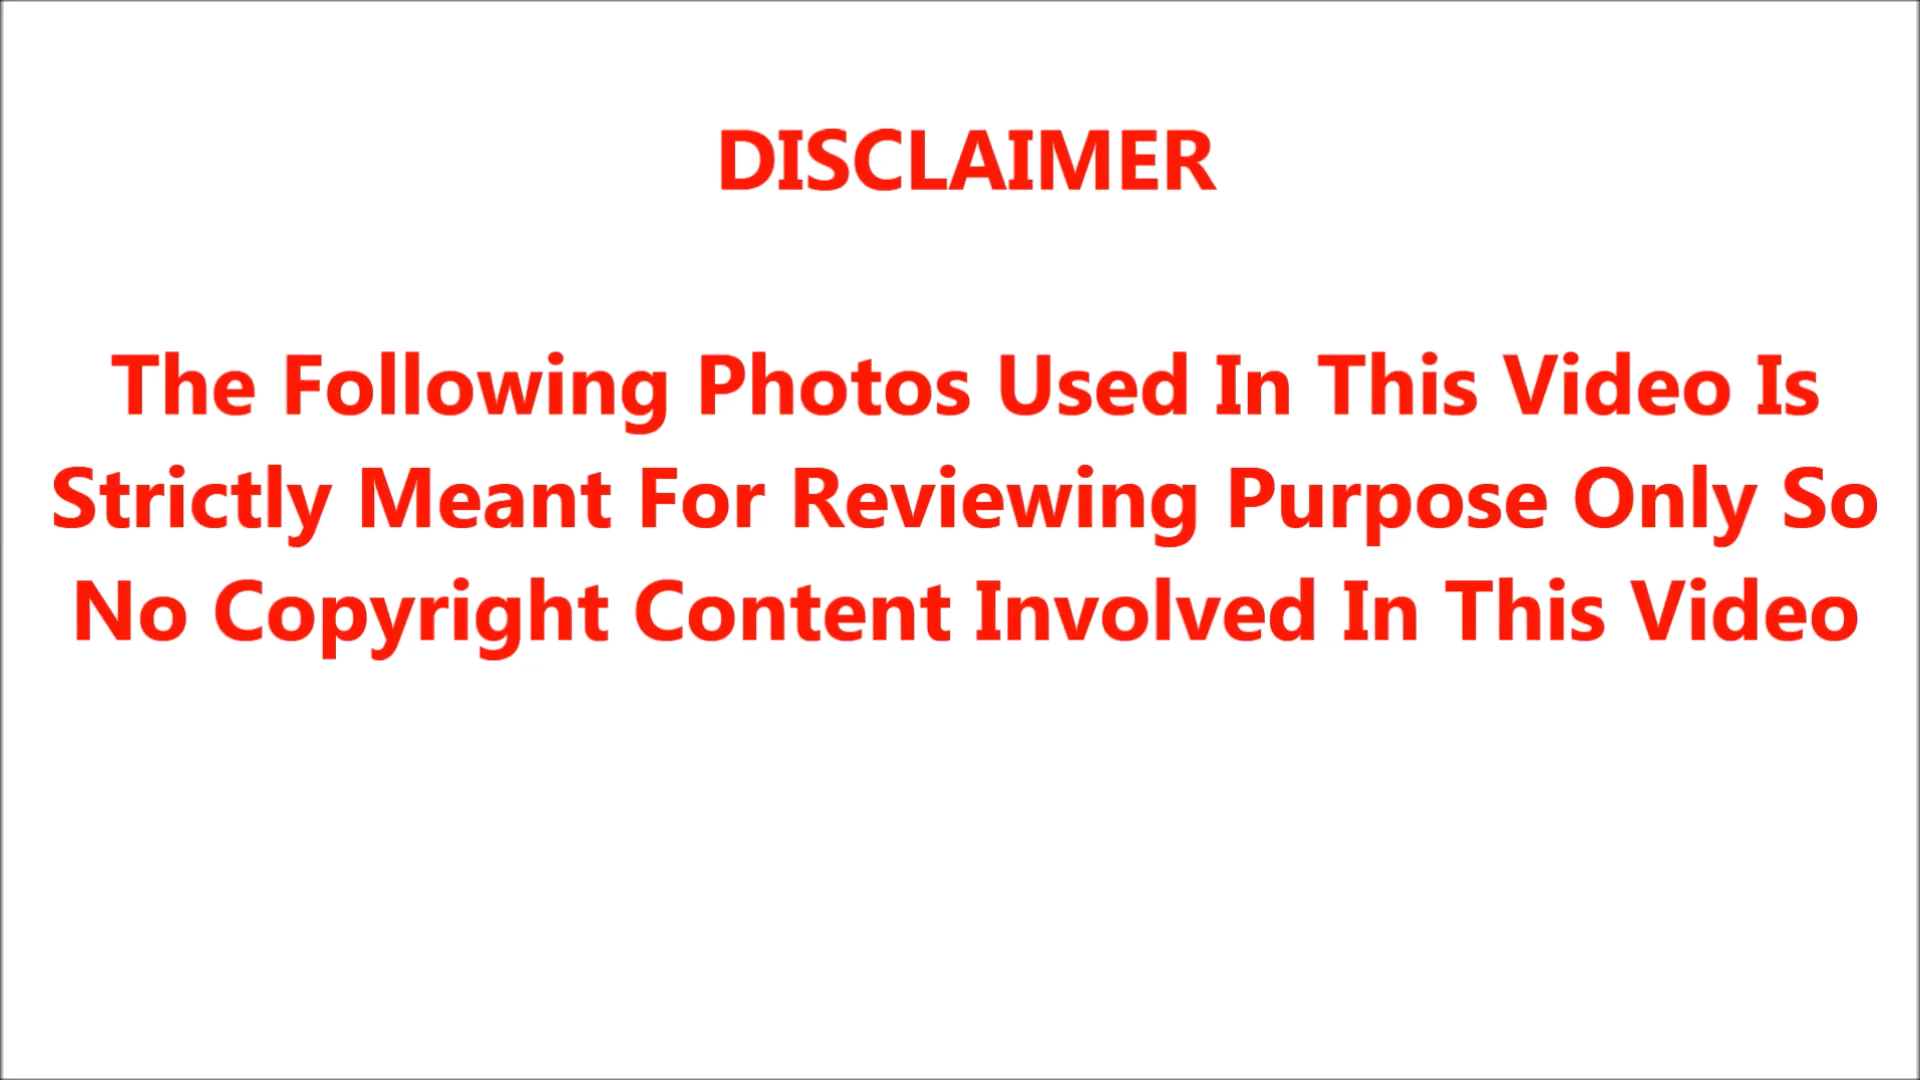 DISCLAIMER
The Following Photos Used In This Video Is
Strictly Meant For Reviewing Purpose Only So
No Copyright Content Involved In This Video